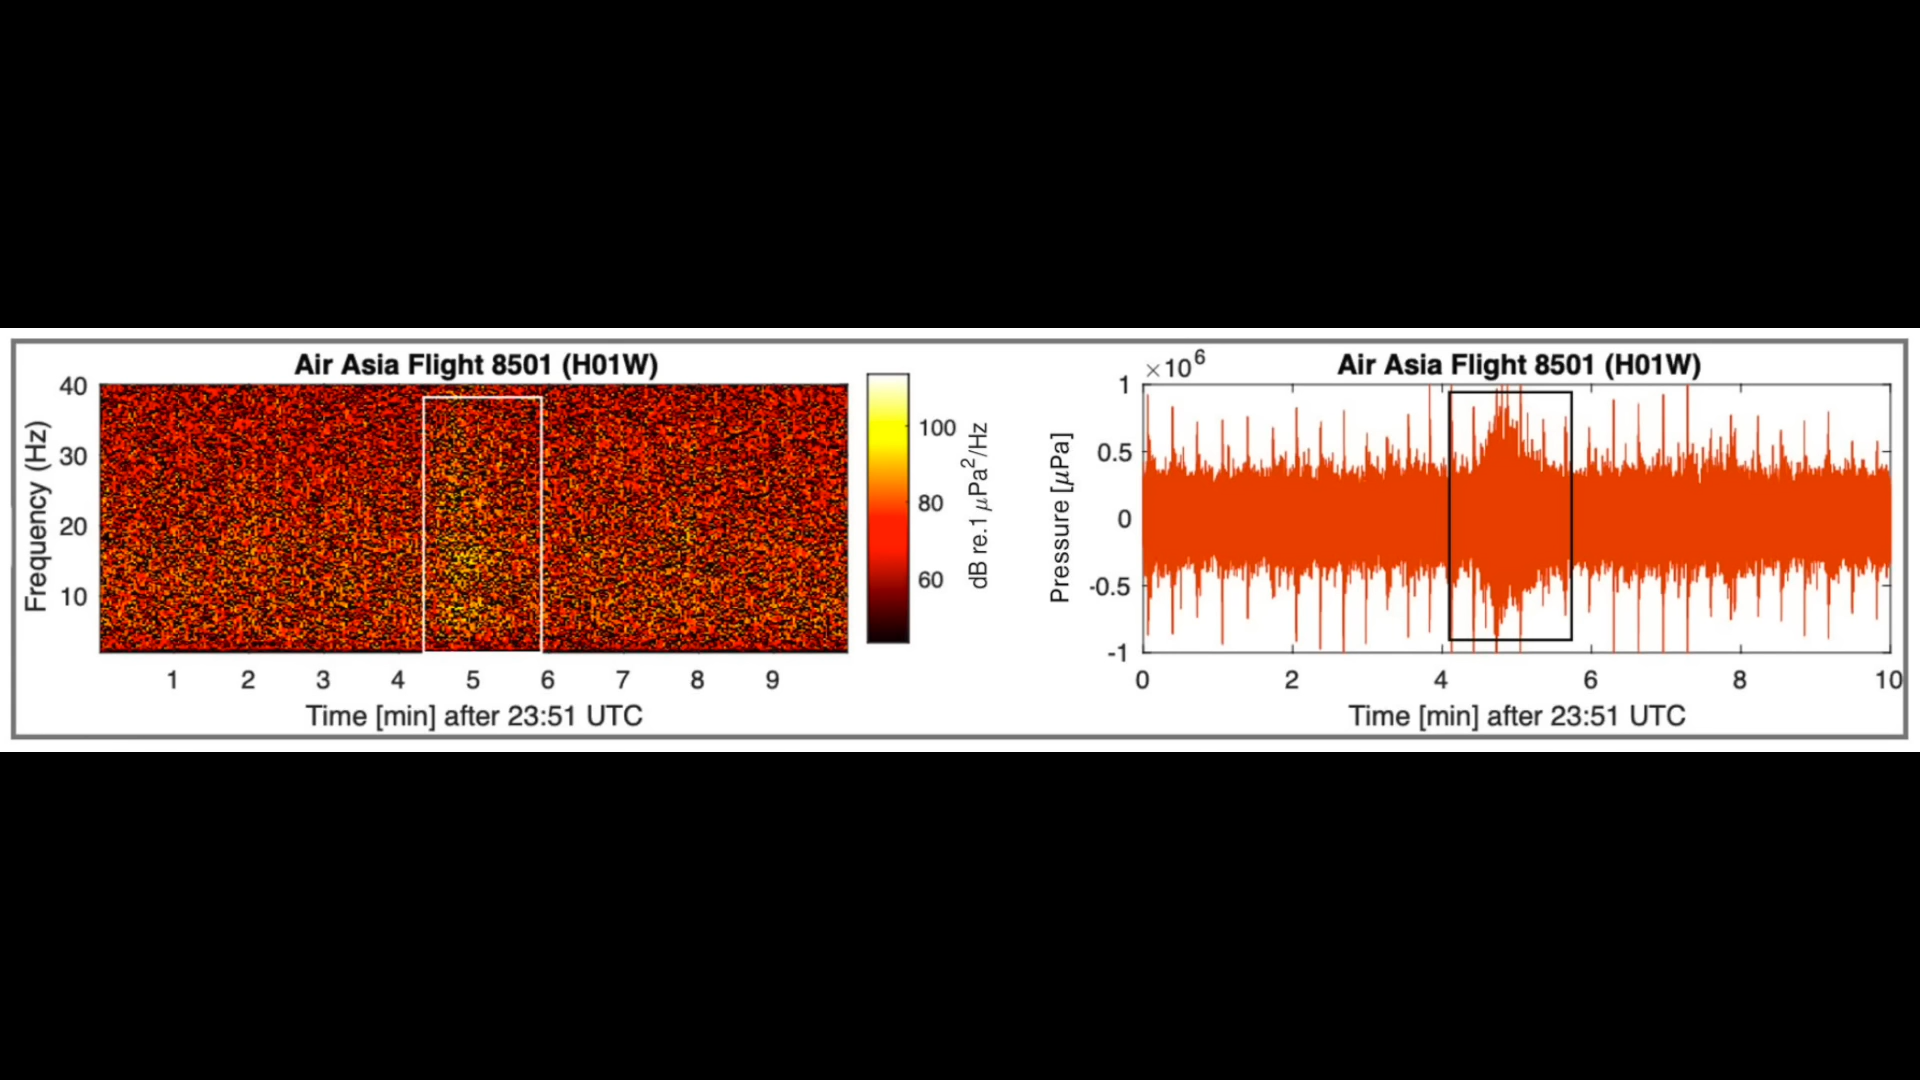 Air Asia Flight 8501 (H01W)
40
30
20
10
Frequency (Hz)
1 2 3 4 5 6 7 8 9
Time [min] after 23:51 UTC
100
80
60
dB re.1 μPa²/Hz
Air Asia Flight 8501 (H01W)
×10⁶
1
0.5
0
-0.5
-1
Pressure [μPa]
0 2 4 6 8 10
Time [min] after 23:51 UTC